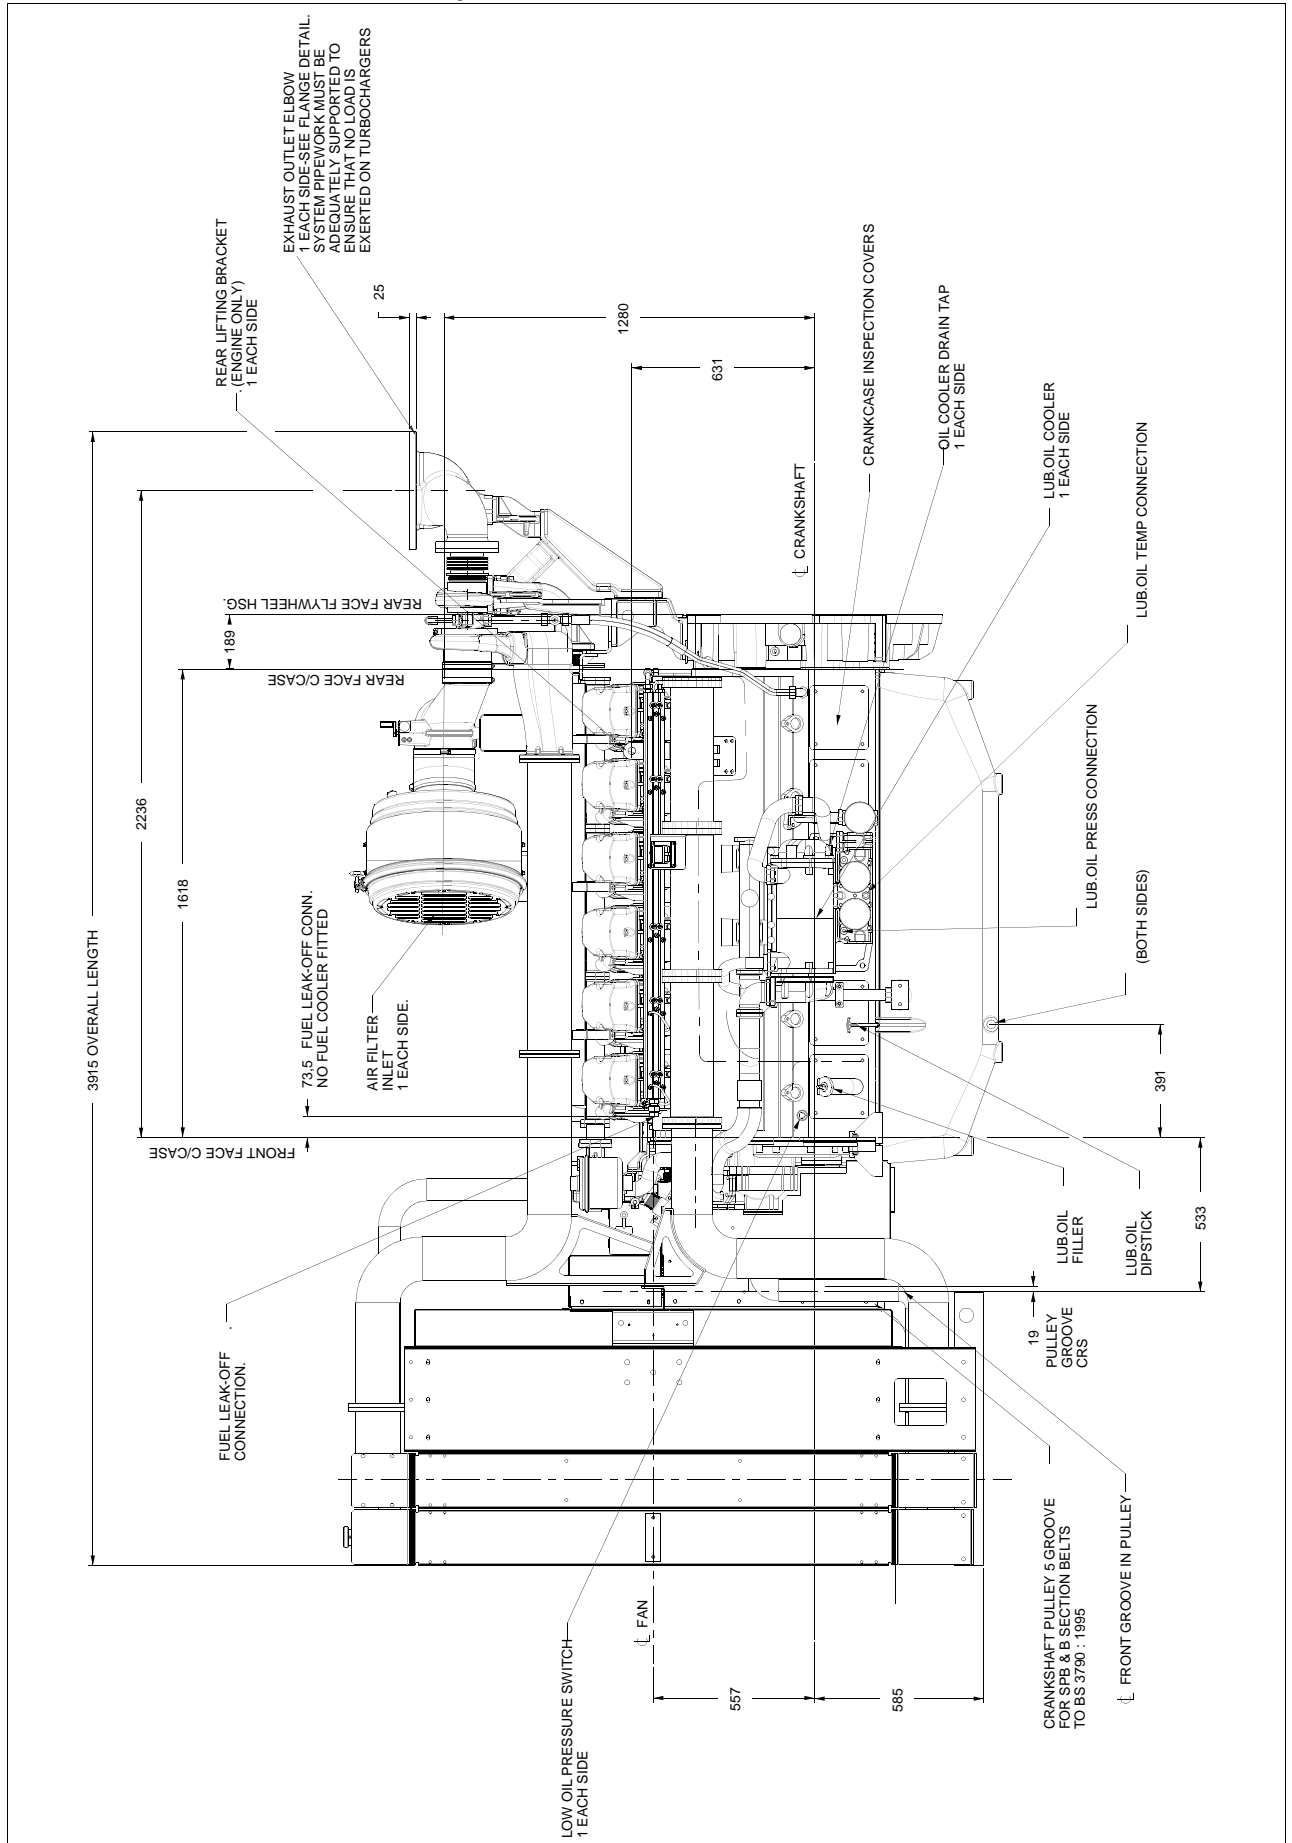 EXHAUST OUTLET ELBOW
1 EACH SIDE-SEE FLANGE DETAIL.
SYSTEM PIPEWORK MUST BE
ADEQUATELY SUPPORTED TO
ENSURE THAT NO LOAD IS
EXERTED ON TURBOCHARGERS
REAR LIFTING BRACKET
.(ENGINE ONLY)
1 EACH SIDE
25
1280
631
CRANKCASE INSPECTION COVERS
OIL COOLER DRAIN TAP
1 EACH SIDE
LUB.OIL COOLER
1 EACH SIDE
LUB.OIL TEMP CONNECTION
℄ CRANKSHAFT
REAR FACE FLYWHEEL HSG.
189
REAR FACE C/CASE
2236
1618
3915 OVERALL LENGTH
73,5 FUEL LEAK-OFF CONN.
NO FUEL COOLER FITTED
AIR FILTER
INLET
1 EACH SIDE.
LUB.OIL PRESS CONNECTION
(BOTH SIDES)
391
FRONT FACE C/CASE
533
LUB.OIL
FILLER
LUB.OIL
DIPSTICK
19
PULLEY
GROOVE
CRS
FUEL LEAK-OFF .
CONNECTION.
℄ FAN
LOW OIL PRESSURE SWITCH
1 EACH SIDE
557
585
CRANKSHAFT PULLEY 5 GROOVE
FOR SPB & B SECTION BELTS
TO BS 3790 : 1995
℄ FRONT GROOVE IN PULLEY